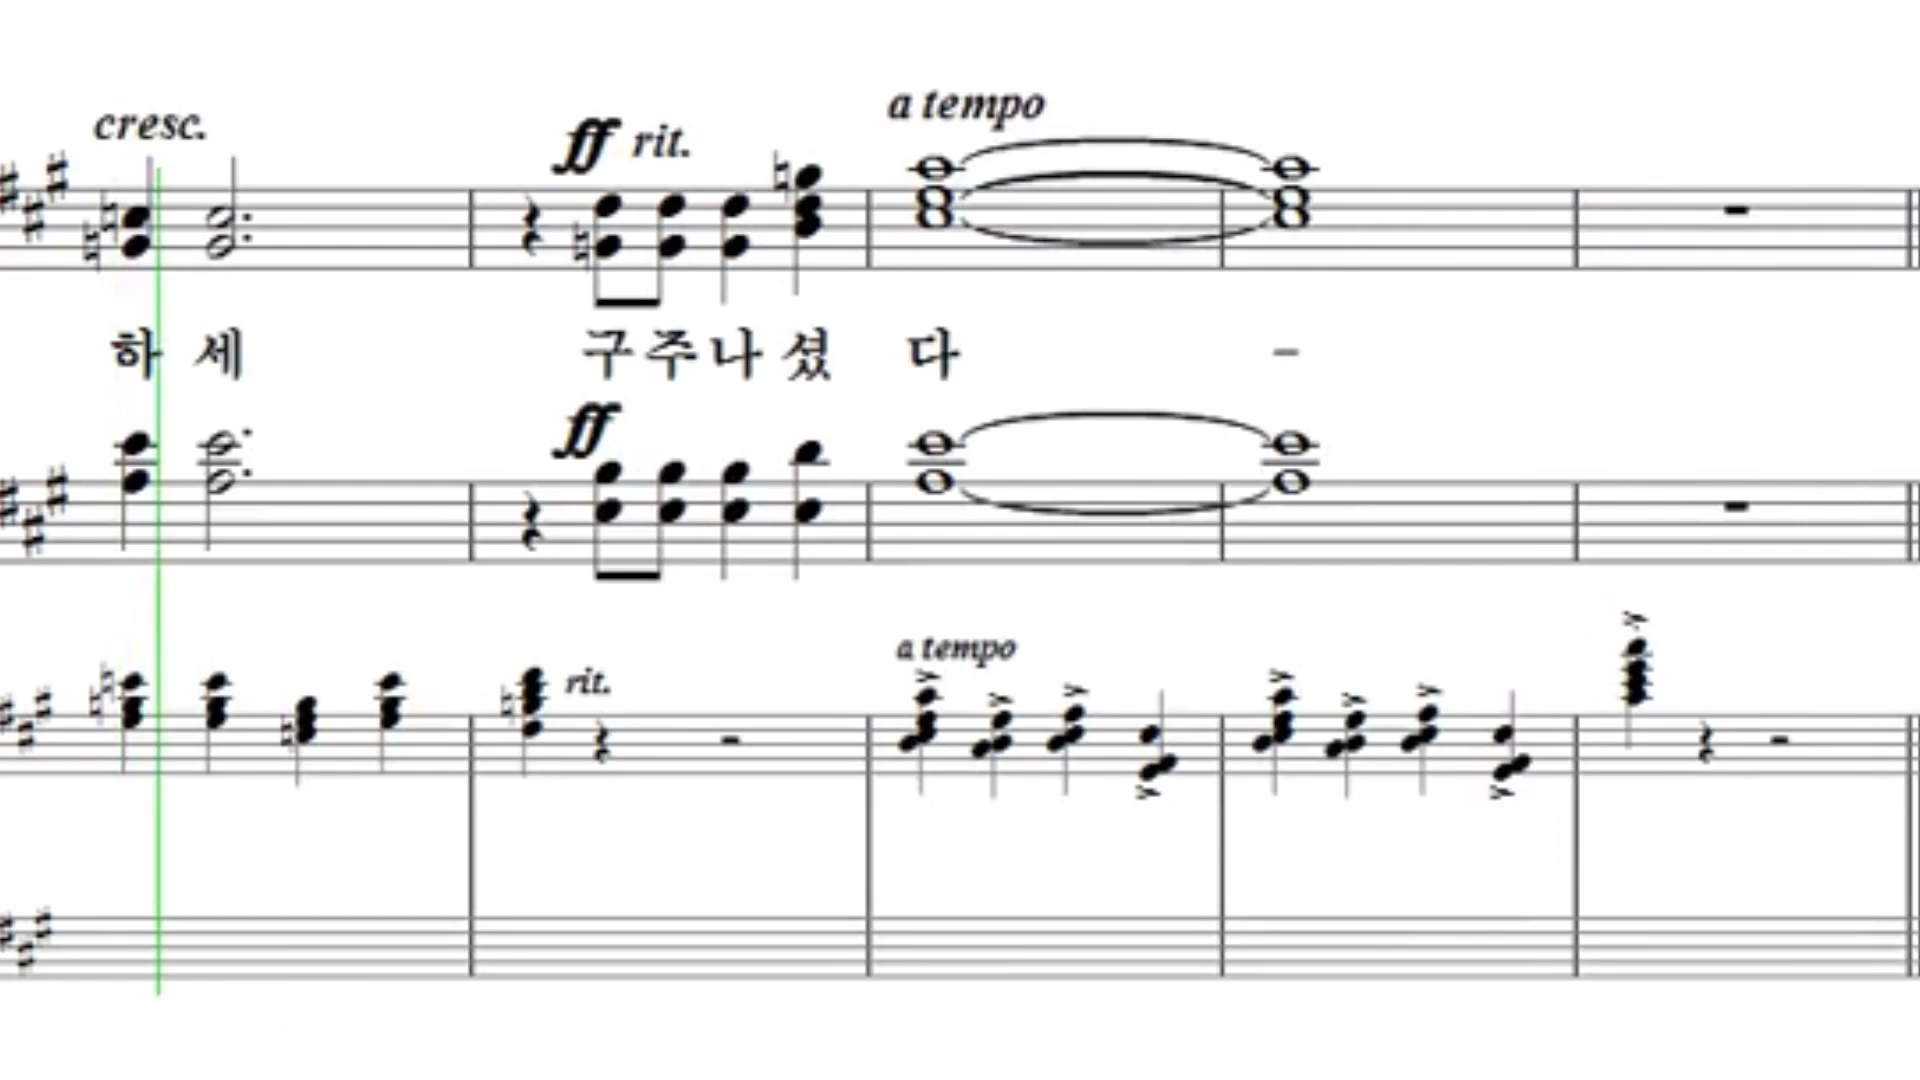 a tempo
cresc.
ff rit.
하 세 구 주 나 셨 다 -
ff
a tempo
rit.